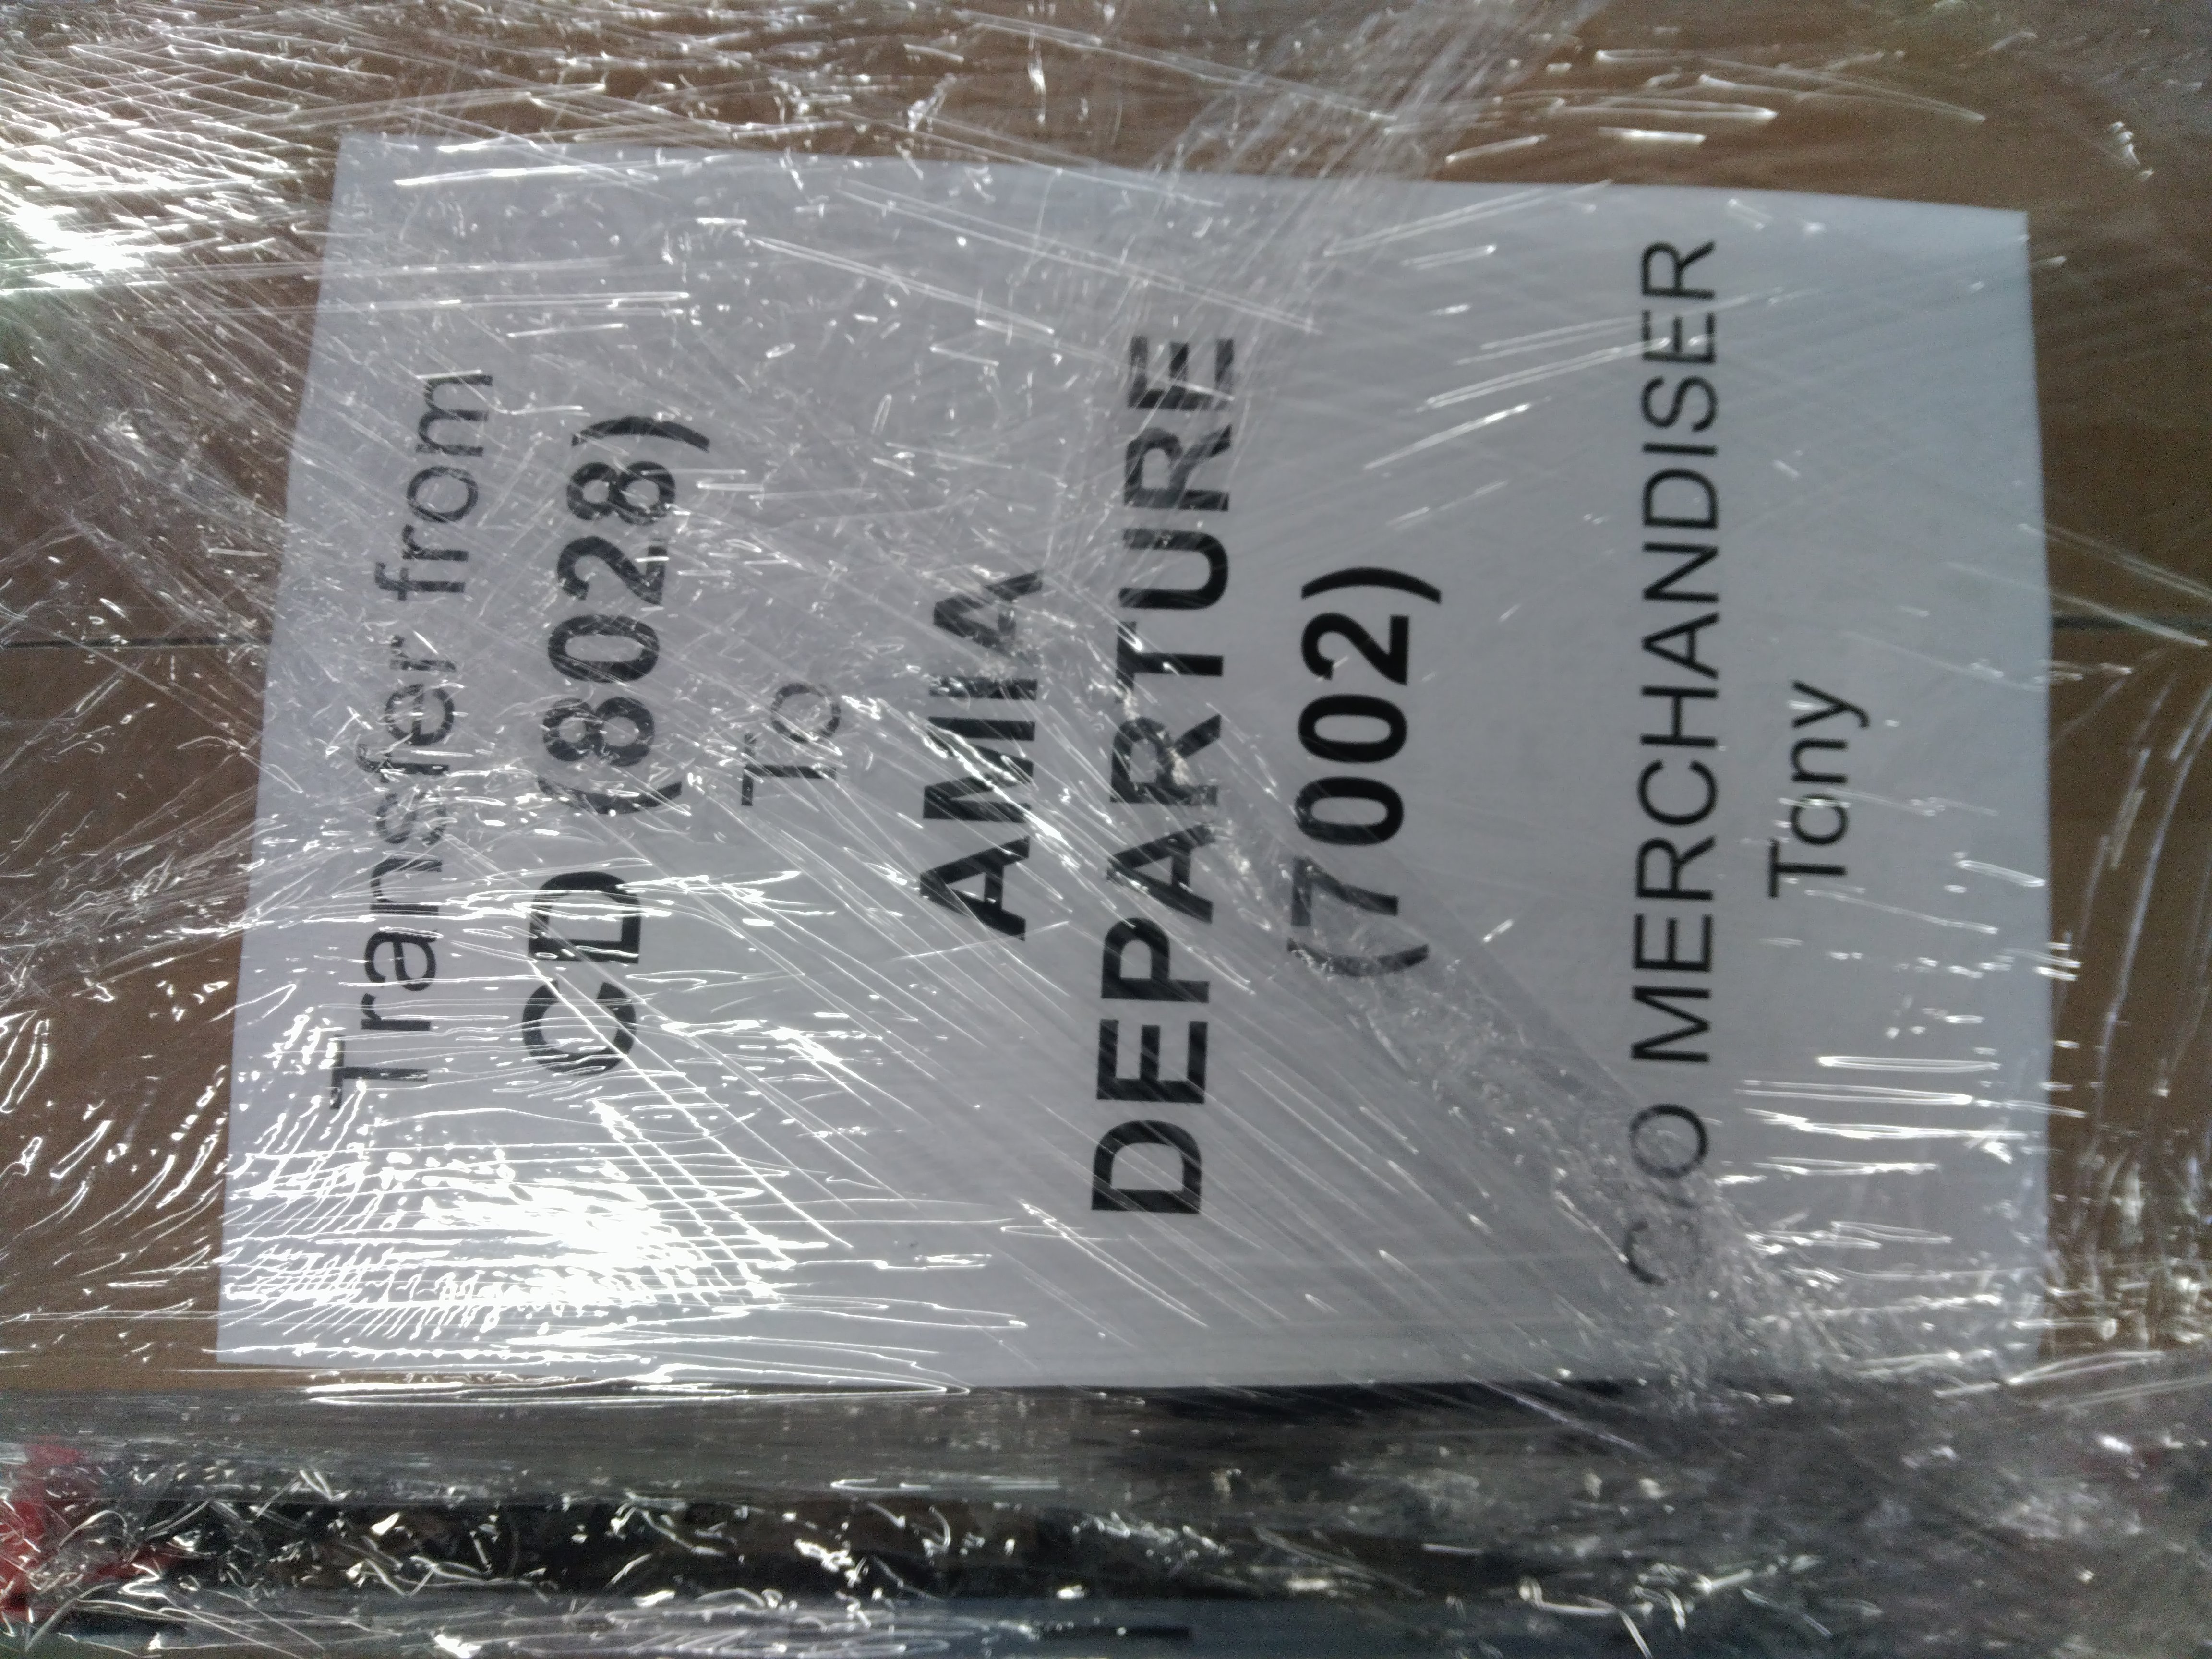 Transfer from
CD (8028)
To
AMIA
DEPARTURE
(7002)
C\O MERCHANDISER
Tony